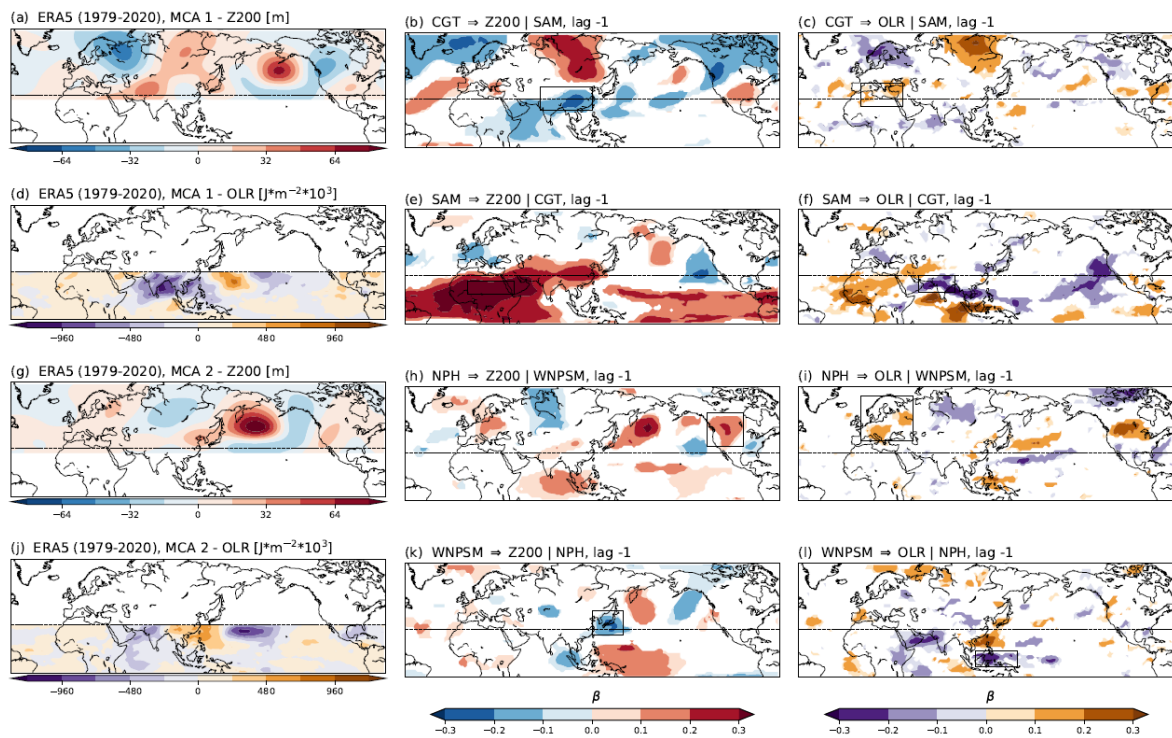 (a) ERA5 (1979-2020), MCA 1 - Z200 [m]
(b) CGT ⇒ Z200 | SAM, lag -1
(c) CGT ⇒ OLR | SAM, lag -1
−64 −32 0 32 64
(d) ERA5 (1979-2020), MCA 1 - OLR [J*m⁻²*10³]
(e) SAM ⇒ Z200 | CGT, lag -1
(f) SAM ⇒ OLR | CGT, lag -1
−960 −480 0 480 960
(g) ERA5 (1979-2020), MCA 2 - Z200 [m]
(h) NPH ⇒ Z200 | WNPSM, lag -1
(i) NPH ⇒ OLR | WNPSM, lag -1
−64 −32 0 32 64
(j) ERA5 (1979-2020), MCA 2 - OLR [J*m⁻²*10³]
(k) WNPSM ⇒ Z200 | NPH, lag -1
(l) WNPSM ⇒ OLR | NPH, lag -1
−960 −480 0 480 960
β
β
−0.3 −0.2 −0.1 0.0 0.1 0.2 0.3
−0.3 −0.2 −0.1 0.0 0.1 0.2 0.3